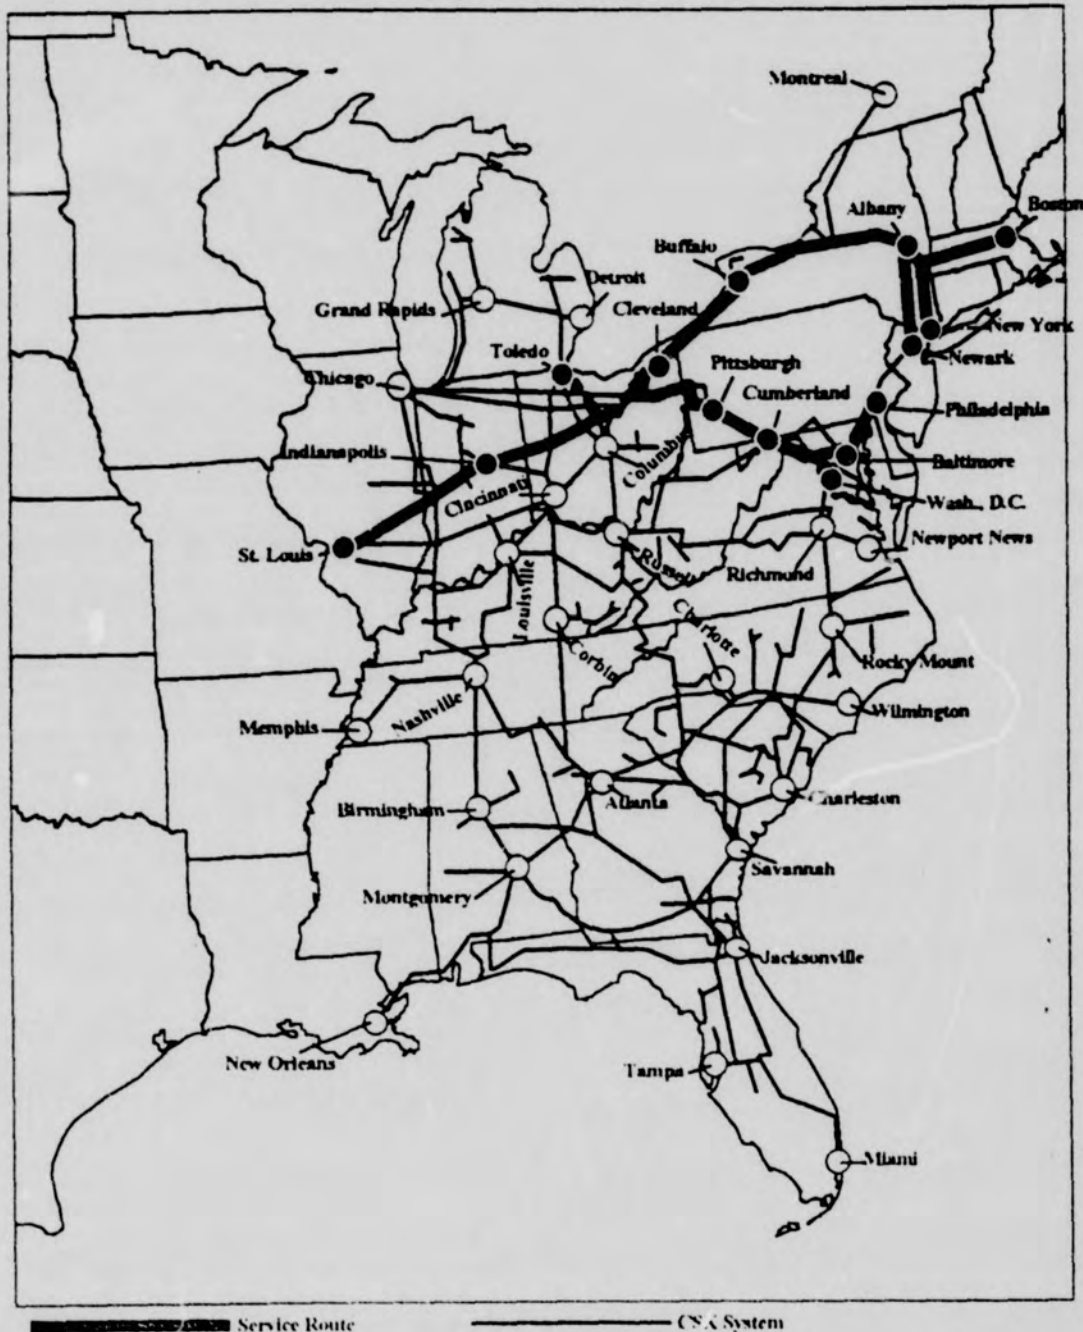 Montreal
Boston
Albany
Buffalo
Detroit
Grand Rapids
Cleveland
New York
Toledo
Newark
Pittsburgh
Chicago
Cumberland
Philadelphia
Indianapolis
Columbus
Baltimore
Cincinnati
Wash., D.C.
St. Louis
Newport News
Russell
Richmond
Louisville
Charlotte
Corbin
Rocky Mount
Nashville
Wilmington
Memphis
Birmingham
Atlanta
Charleston
Savannah
Montgomery
Jacksonville
New Orleans
Tampa
Miami
Service Route
CSX System